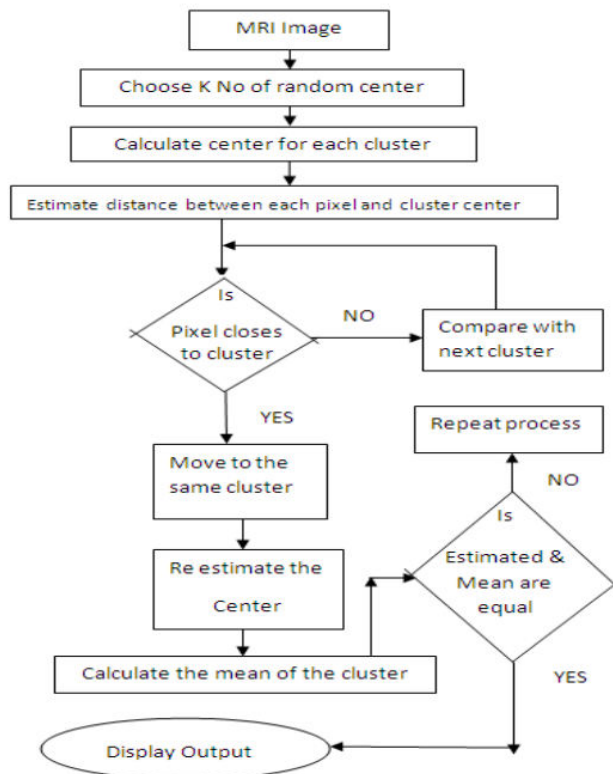 MRI Image
Choose K No of random center
Calculate center for each cluster
Estimate distance between each pixel and cluster center
Is
Pixel closes
to cluster
NO
Compare with
next cluster
YES
Move to the
same cluster
Re estimate the
Center
Calculate the mean of the cluster
Repeat process
NO
Is
Estimated &
Mean are
equal
YES
Display Output